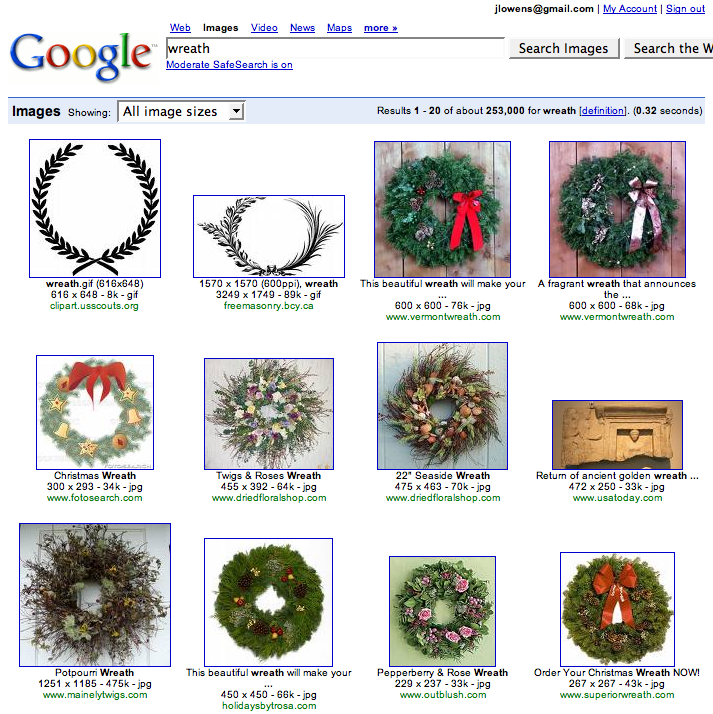 jlowens@gmail.com | My Account | Sign out
Web Images Video News Maps more »
Google™
wreath
Search Images Search the W
Moderate SafeSearch is on
Images Showing: All image sizes Results 1 - 20 of about 253,000 for wreath [definition]. (0.32 seconds)
wreath.gif (616x648)
616 x 648 - 8k - gif
clipart.usscouts.org
1570 x 1570 (600ppi), wreath
3249 x 1749 - 89k - gif
freemasonry.bcy.ca
This beautiful wreath will make your
...
600 x 600 - 76k - jpg
www.vermontwreath.com
A fragrant wreath that announces
the ...
600 x 600 - 68k - jpg
www.vermontwreath.com
FOTOSEARCH
Christmas Wreath
300 x 293 - 34k - jpg
www.fotosearch.com
Twigs & Roses Wreath
455 x 392 - 64k - jpg
www.driedfloralshop.com
22" Seaside Wreath
475 x 463 - 70k - jpg
www.driedfloralshop.com
Return of ancient golden wreath ...
472 x 250 - 33k - jpg
www.usatoday.com
Potpourri Wreath
1251 x 1185 - 475k - jpg
www.mainelytwigs.com
This beautiful wreath will make your
...
450 x 450 - 66k - jpg
holidaysbytrosa.com
Pepperberry & Rose Wreath
229 x 237 - 33k - jpg
www.outblush.com
Order Your Christmas Wreath NOW!
267 x 267 - 43k - jpg
www.superiorwreath.com